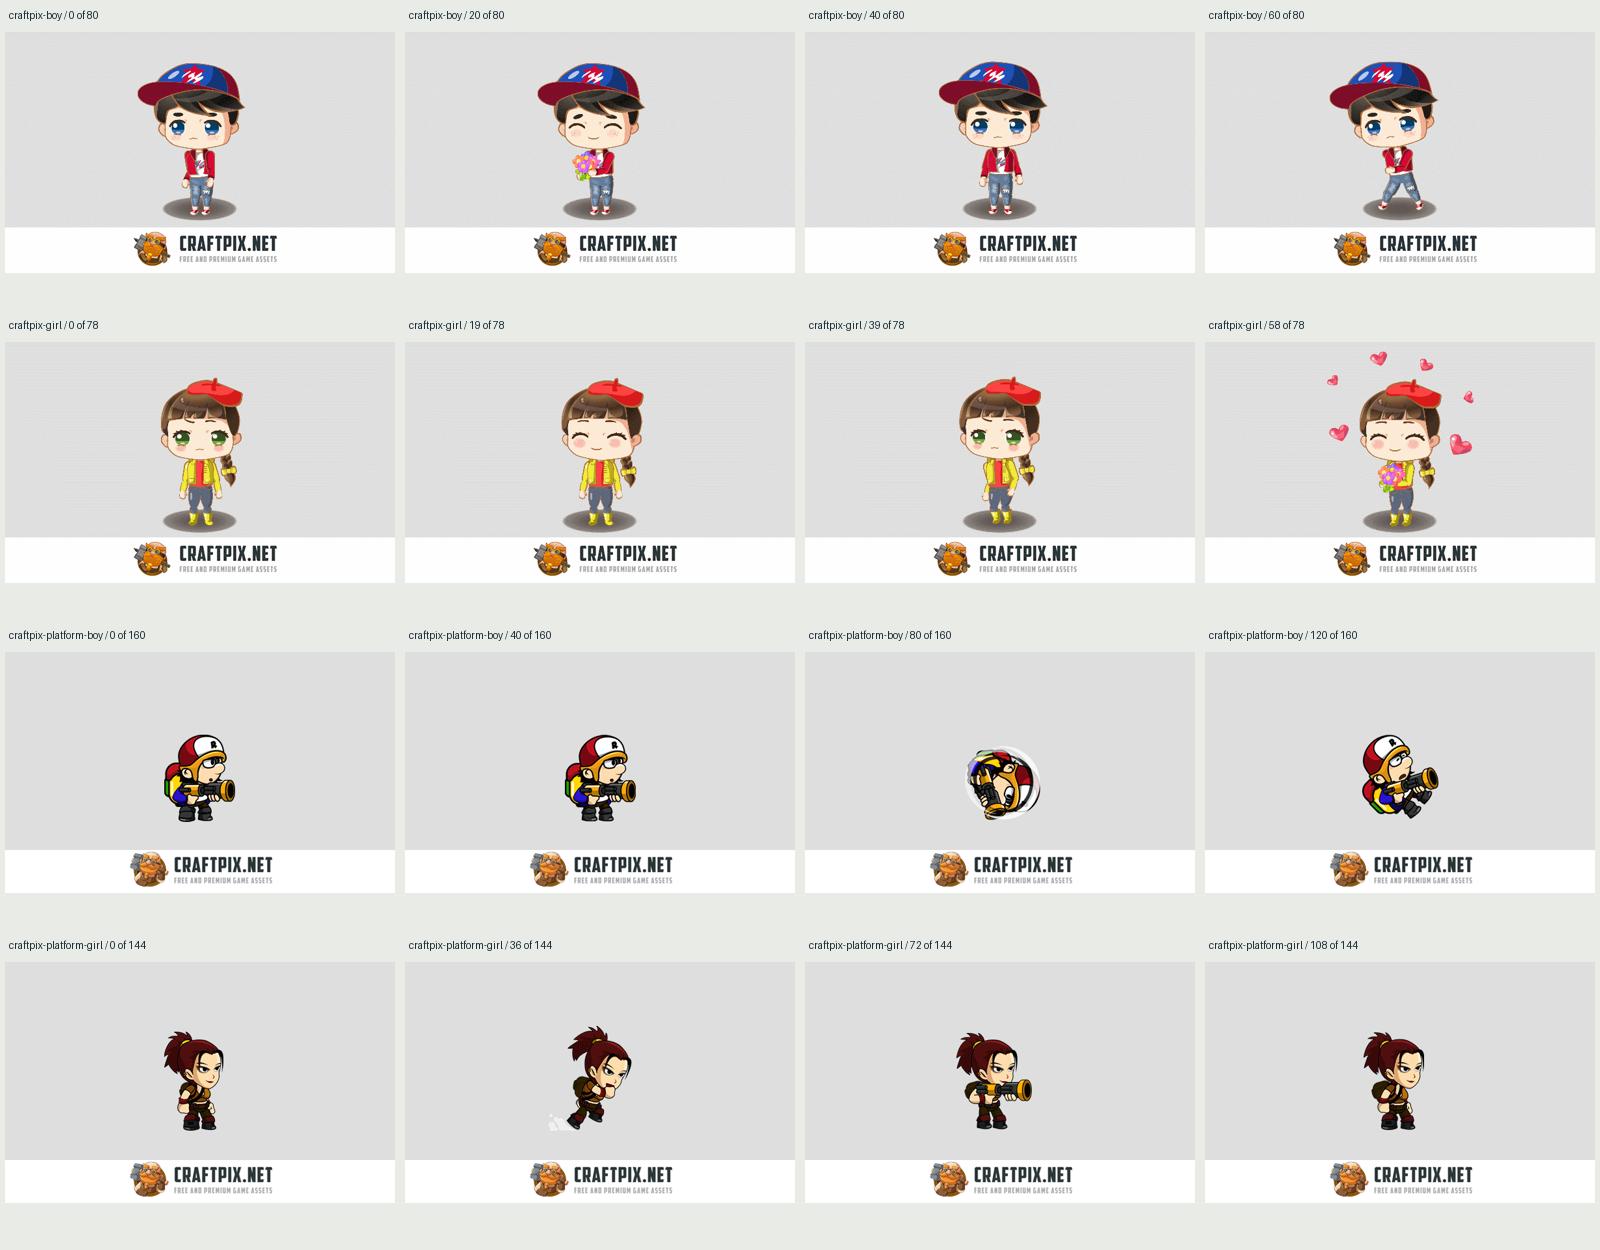 craftpix-boy / 0 of 80
craftpix-boy / 20 of 80
craftpix-boy / 40 of 80
craftpix-boy / 60 of 80
CRAFTPIX.NET
FREE AND PREMIUM GAME ASSETS
CRAFTPIX.NET
FREE AND PREMIUM GAME ASSETS
CRAFTPIX.NET
FREE AND PREMIUM GAME ASSETS
CRAFTPIX.NET
FREE AND PREMIUM GAME ASSETS
craftpix-girl / 0 of 78
craftpix-girl / 19 of 78
craftpix-girl / 39 of 78
craftpix-girl / 58 of 78
CRAFTPIX.NET
FREE AND PREMIUM GAME ASSETS
CRAFTPIX.NET
FREE AND PREMIUM GAME ASSETS
CRAFTPIX.NET
FREE AND PREMIUM GAME ASSETS
CRAFTPIX.NET
FREE AND PREMIUM GAME ASSETS
craftpix-platform-boy / 0 of 160
craftpix-platform-boy / 40 of 160
craftpix-platform-boy / 80 of 160
craftpix-platform-boy / 120 of 160
R
R
R
CRAFTPIX.NET
FREE AND PREMIUM GAME ASSETS
CRAFTPIX.NET
FREE AND PREMIUM GAME ASSETS
CRAFTPIX.NET
FREE AND PREMIUM GAME ASSETS
CRAFTPIX.NET
FREE AND PREMIUM GAME ASSETS
craftpix-platform-girl / 0 of 144
craftpix-platform-girl / 36 of 144
craftpix-platform-girl / 72 of 144
craftpix-platform-girl / 108 of 144
CRAFTPIX.NET
FREE AND PREMIUM GAME ASSETS
CRAFTPIX.NET
FREE AND PREMIUM GAME ASSETS
CRAFTPIX.NET
FREE AND PREMIUM GAME ASSETS
CRAFTPIX.NET
FREE AND PREMIUM GAME ASSETS